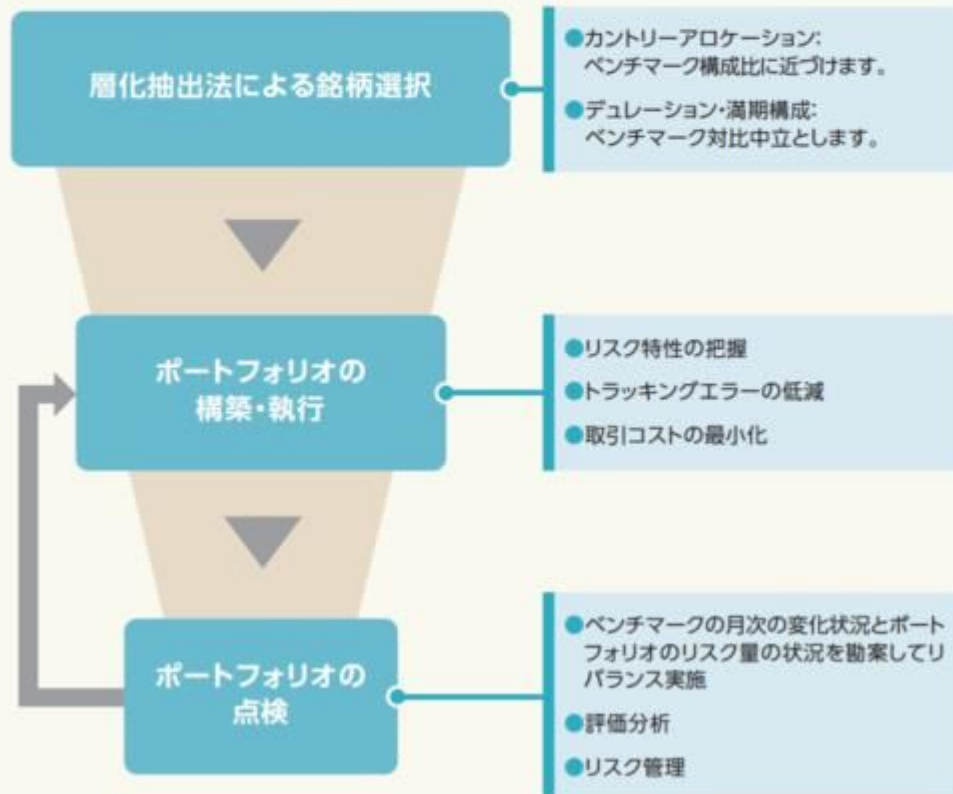 層化抽出法による銘柄選択
●カントリーアロケーション:
ベンチマーク構成比に近づけます。
●デュレーション・満期構成:
ベンチマーク対比中立とします。
ポートフォリオの
構築・執行
●リスク特性の把握
●トラッキングエラーの低減
●取引コストの最小化
ポートフォリオの
点検
●ベンチマークの月次の変化状況とポート
フォリオのリスク量の状況を勘案してリ
バランス実施
●評価分析
●リスク管理